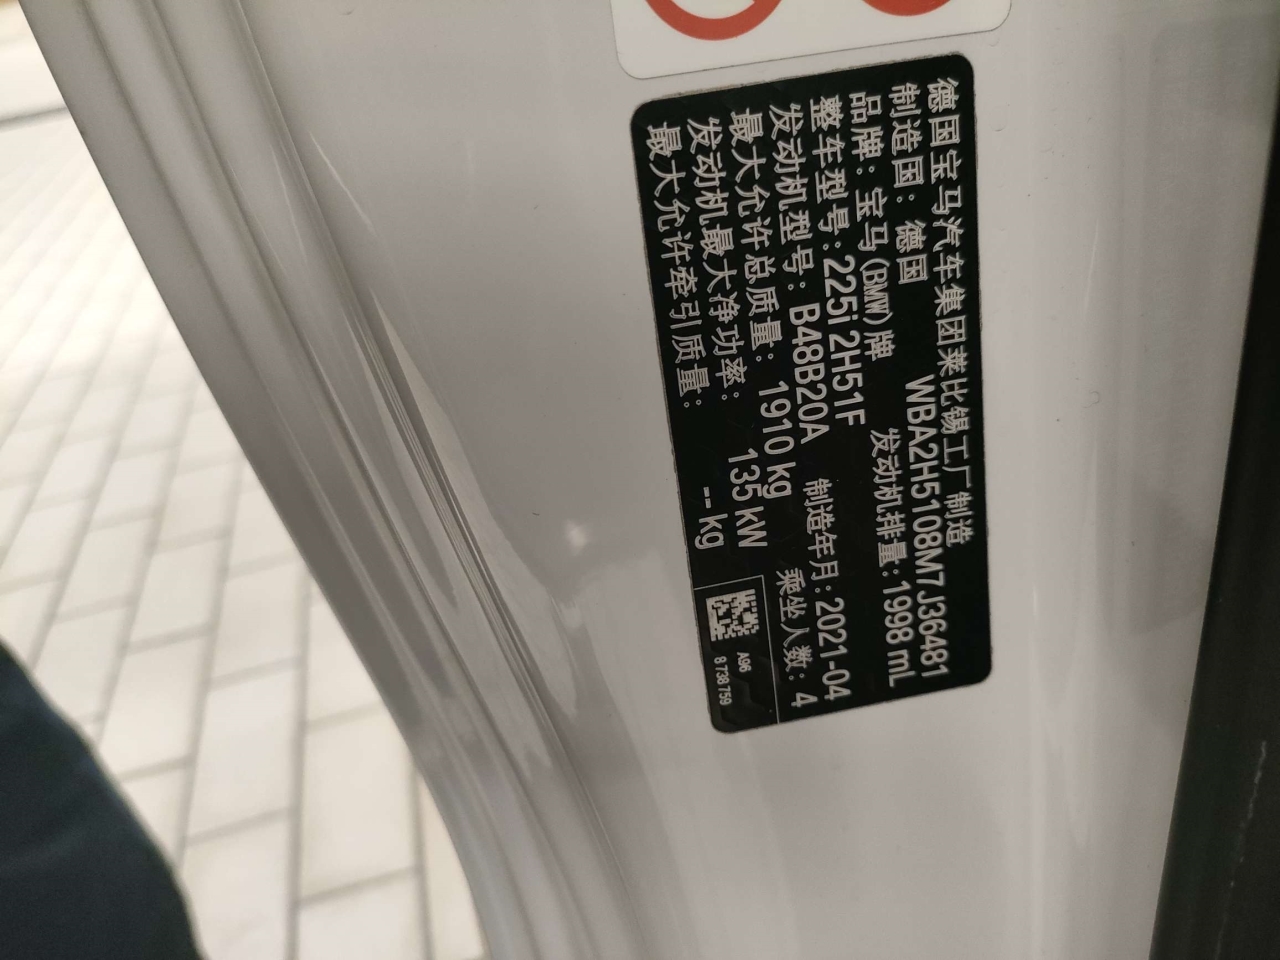 德国宝马汽车集团莱比锡工厂制造
制造国：德国 WBA2H5108M7J36481
品牌：宝马(BMW)牌 发动机排量:1998 mL
整车型号:225i 2H51F 制造年月:2021-04
发动机型号: B48B20A 乘坐人数: 4
最大允许总质量: 1910 kg
发动机最大净功率: 135 kW
最大允许牵引质量: -- kg
A96
8 738 759